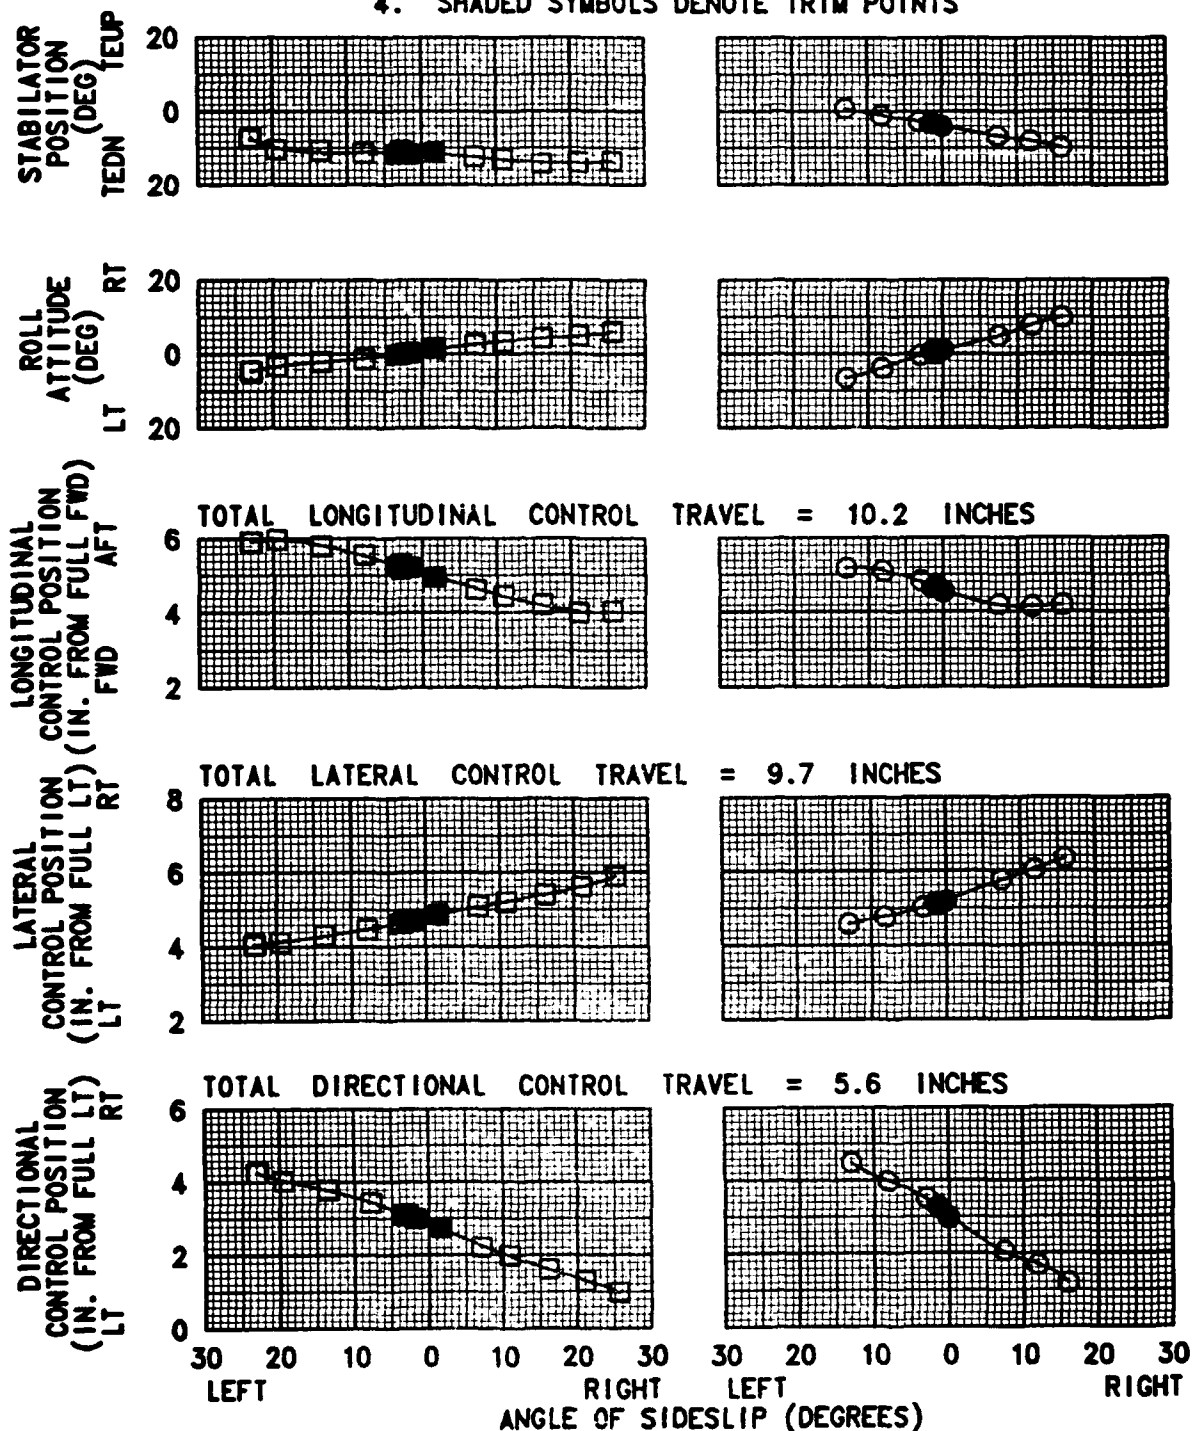 4. SHADED SYMBOLS DENOTE TRIM POINTS
STABILATOR
POSITION
(DEG)
TEDN TEUP
20
0
20
ROLL
ATTITUDE
(DEG)
LT RT
20
0
20
TOTAL LONGITUDINAL CONTROL TRAVEL = 10.2 INCHES
LONGITUDINAL
CONTROL POSITION
(IN. FROM FULL FWD)
FWD AFT
6
4
2
TOTAL LATERAL CONTROL TRAVEL = 9.7 INCHES
LATERAL
CONTROL POSITION
(IN. FROM FULL LT)
LT RT
8
6
4
2
TOTAL DIRECTIONAL CONTROL TRAVEL = 5.6 INCHES
DIRECTIONAL
CONTROL POSITION
(IN. FROM FULL LT)
LT RT
6
4
2
0
30 20 10 0 10 20 30 30 20 10 0 10 20 30
LEFT RIGHT LEFT RIGHT
ANGLE OF SIDESLIP (DEGREES)